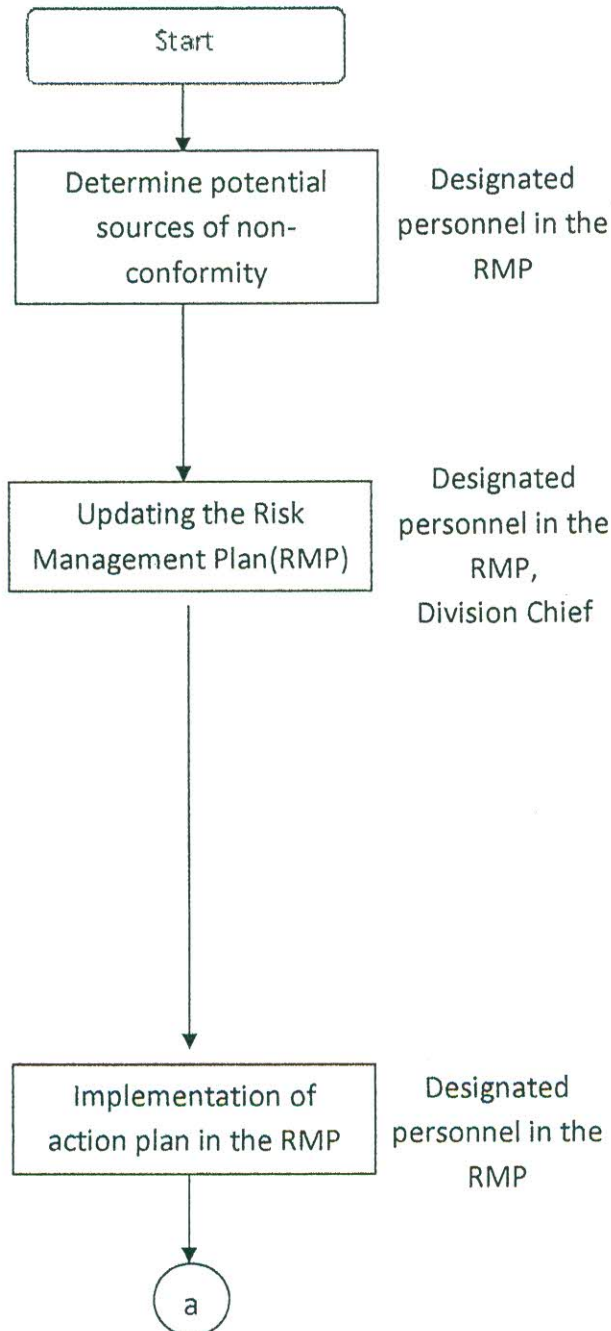 Start
Determine potential
sources of non-
conformity
Designated
personnel in the
RMP
Updating the Risk
Management Plan(RMP)
Designated
personnel in the
RMP,
Division Chief
Implementation of
action plan in the RMP
Designated
personnel in the
RMP
a